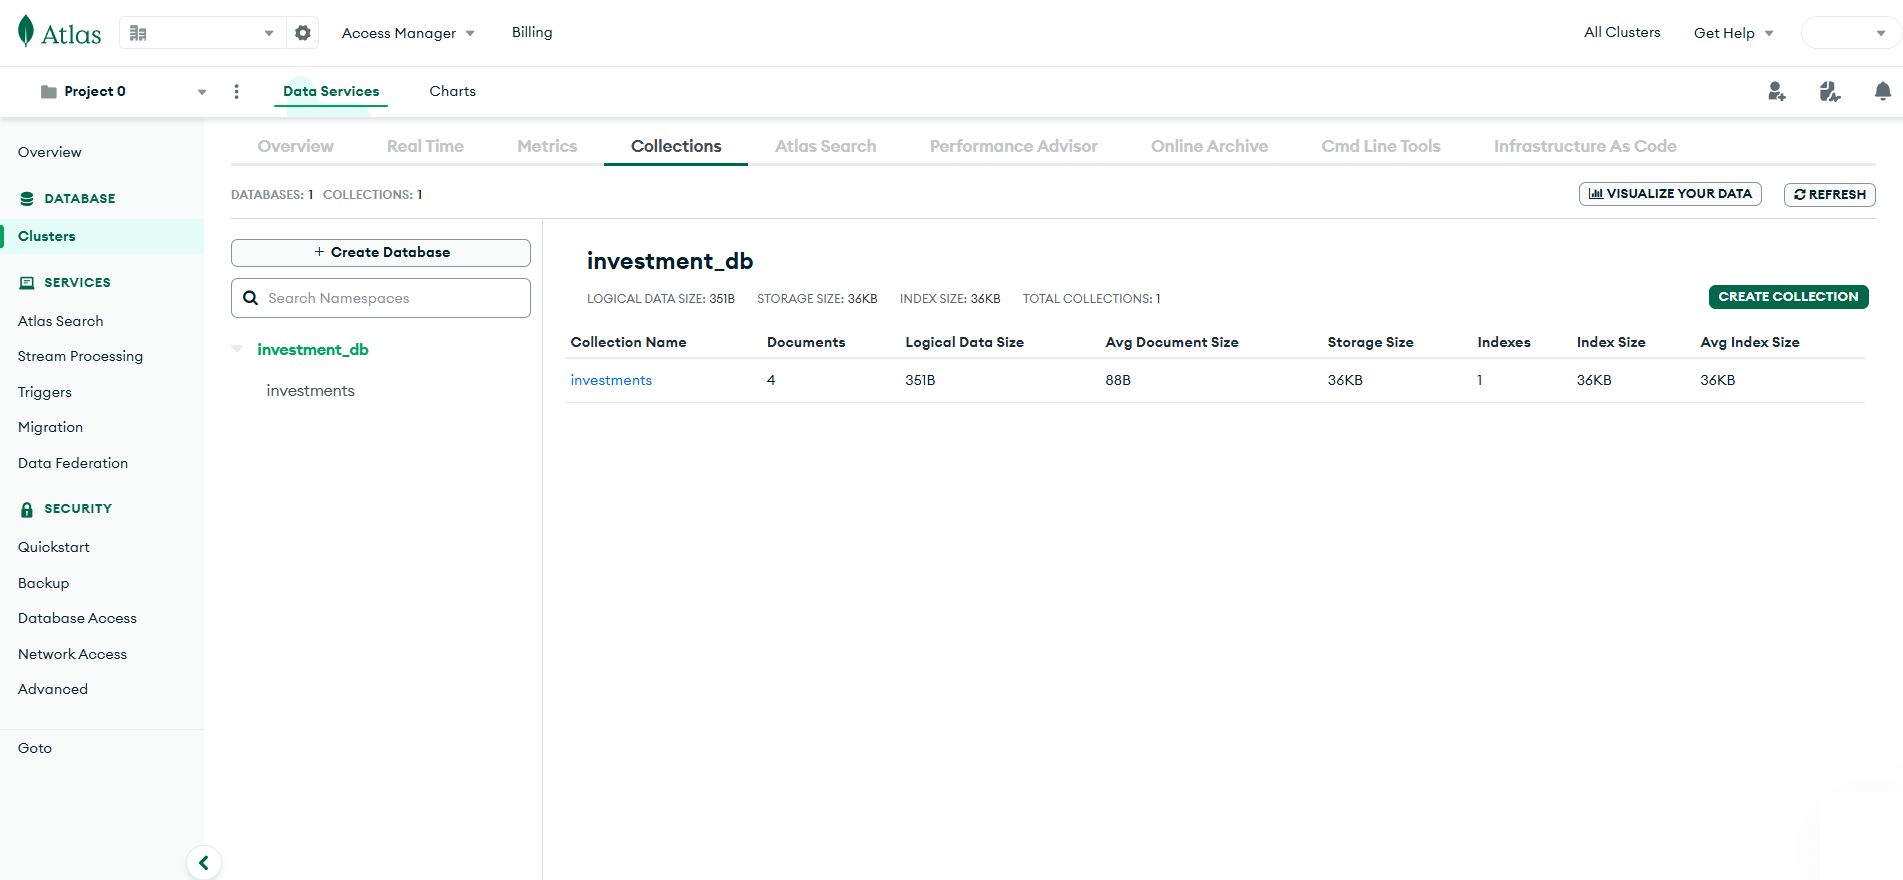 Atlas Access Manager Billing All Clusters Get Help
Project 0 Data Services Charts
Overview
DATABASE
Clusters
SERVICES
Atlas Search
Stream Processing
Triggers
Migration
Data Federation
SECURITY
Quickstart
Backup
Database Access
Network Access
Advanced
Goto
Overview Real Time Metrics Collections Atlas Search Performance Advisor Online Archive Cmd Line Tools Infrastructure As Code
DATABASES: 1 COLLECTIONS: 1 VISUALIZE YOUR DATA REFRESH
+ Create Database
Search Namespaces
investment_db
investments
investment_db
LOGICAL DATA SIZE: 351B STORAGE SIZE: 36KB INDEX SIZE: 36KB TOTAL COLLECTIONS: 1 CREATE COLLECTION
Collection Name Documents Logical Data Size Avg Document Size Storage Size Indexes Index Size Avg Index Size
investments 4 351B 88B 36KB 1 36KB 36KB